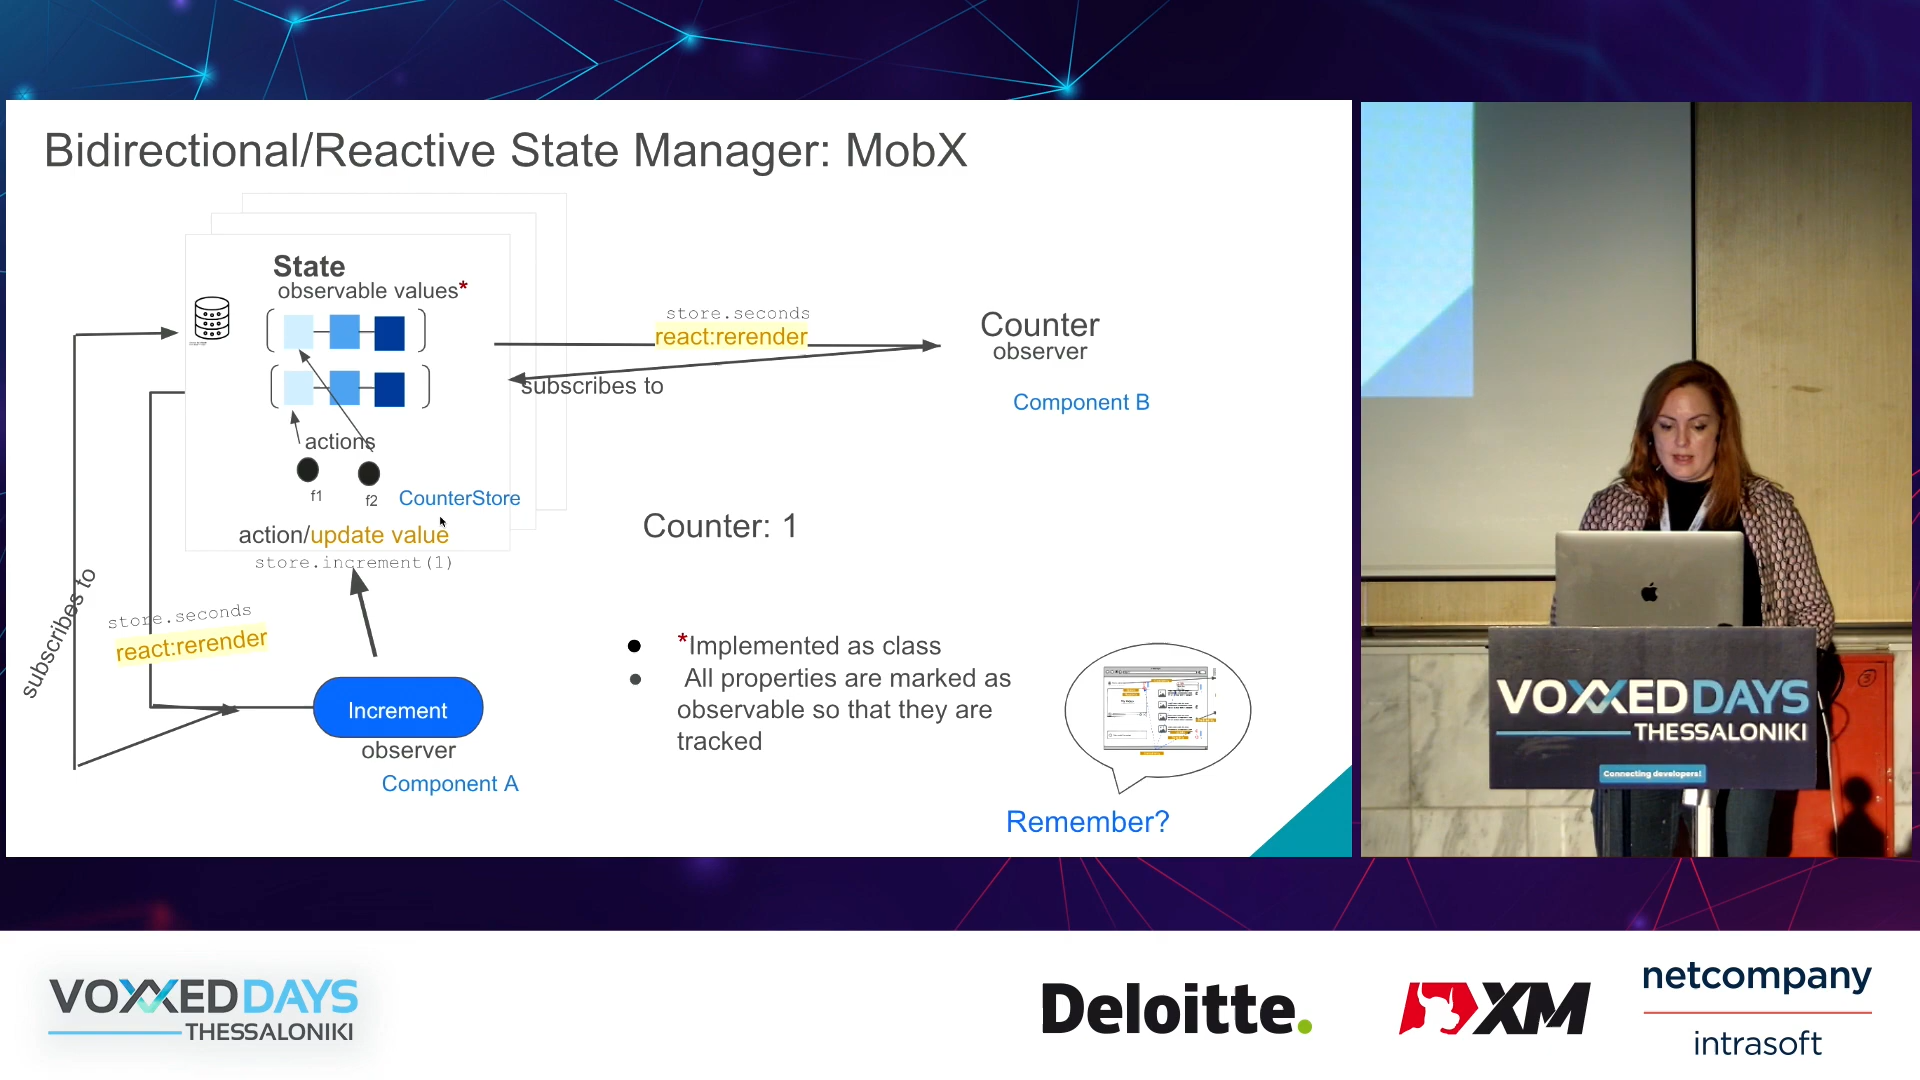 Bidirectional/Reactive State Manager: MobX
State
observable values*
actions
f1
f2
CounterStore
action/update value
store.increment(1)
store.seconds
react:rerender
subscribes to
Counter
observer
Component B
Counter: 1
subscribes to
store.seconds
react:rerender
Increment
observer
Component A
*Implemented as class
All properties are marked as
observable so that they are
tracked
Remember?
VOXXED DAYS
THESSALONIKI
Connecting developers!
VOXXED DAYS
THESSALONIKI
Deloitte.
XM
netcompany
intrasoft